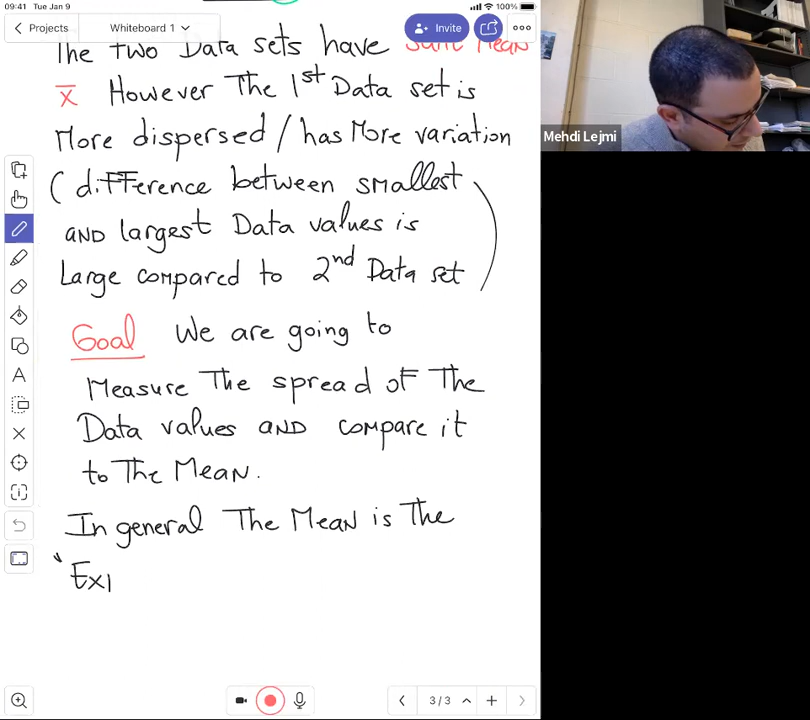 09:41 Tue Jan 9
100%
Projects
Whiteboard 1
Invite
The two Data sets have Same Mean
x̄ However The 1st Data set is
More dispersed / has More variation
( difference between smallest
AND largest Data values is
Large compared to 2nd Data set )
Goal We are going to
Measure The spread of The
Data values AND compare it
to The Mean.
In general The Mean is the
"Exp
A
3/3
Mehdi Lejmi